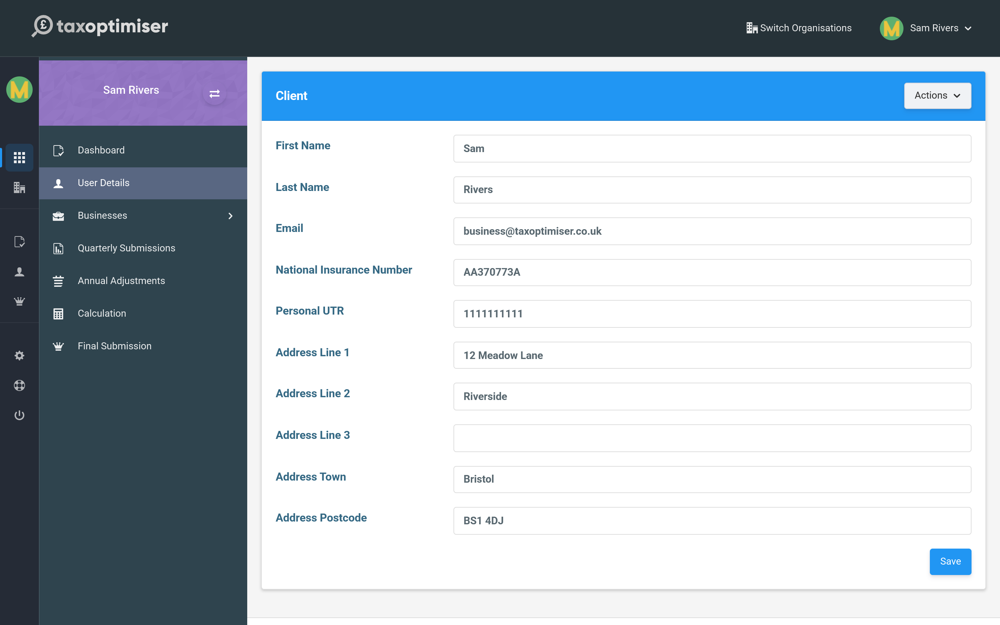 taxoptimiser
Switch Organisations
Sam Rivers
Sam Rivers
Dashboard
User Details
Businesses
Quarterly Submissions
Annual Adjustments
Calculation
Final Submission
Client
Actions
First Name
Sam
Last Name
Rivers
Email
business@taxoptimiser.co.uk
National Insurance Number
AA370773A
Personal UTR
1111111111
Address Line 1
12 Meadow Lane
Address Line 2
Riverside
Address Line 3
Address Town
Bristol
Address Postcode
BS1 4DJ
Save